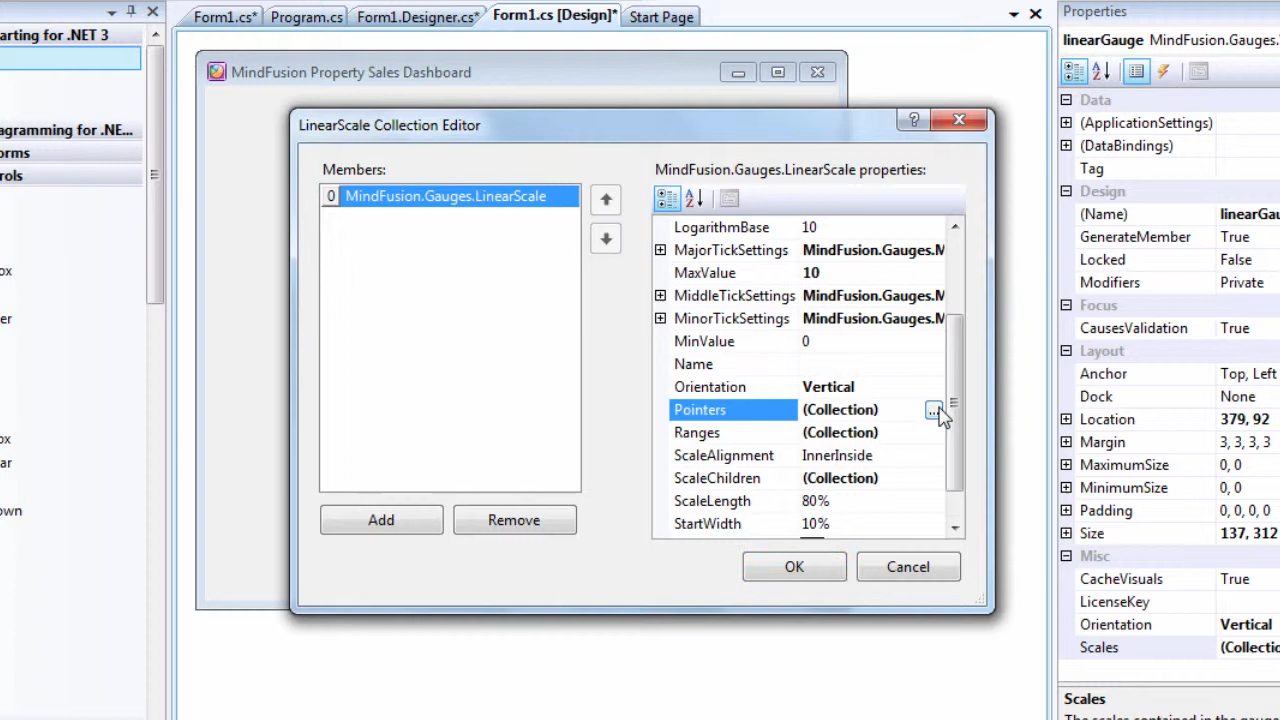 arting for .NET 3
agramming for .NE...
orms
rols
ox
er
ox
ar
own
Form1.cs*
Program.cs
Form1.Designer.cs*
Form1.cs [Design]*
Start Page
MindFusion Property Sales Dashboard
LinearScale Collection Editor
Members:
0 MindFusion.Gauges.LinearScale
Add
Remove
MindFusion.Gauges.LinearScale properties:
LogarithmBase 10
MajorTickSettings MindFusion.Gauges.M
MaxValue 10
MiddleTickSettings MindFusion.Gauges.M
MinorTickSettings MindFusion.Gauges.M
MinValue 0
Name
Orientation Vertical
Pointers (Collection) ...
Ranges (Collection)
ScaleAlignment InnerInside
ScaleChildren (Collection)
ScaleLength 80%
StartWidth 10%
OK
Cancel
Properties
linearGauge MindFusion.Gauges.
Data
(ApplicationSettings)
(DataBindings)
Tag
Design
(Name) linearGau
GenerateMember True
Locked False
Modifiers Private
Focus
CausesValidation True
Layout
Anchor Top, Left
Dock None
Location 379, 92
Margin 3, 3, 3, 3
MaximumSize 0, 0
MinimumSize 0, 0
Padding 0, 0, 0, 0
Size 137, 312
Misc
CacheVisuals True
LicenseKey
Orientation Vertical
Scales (Collectio
Scales
The scales contained in the gauge